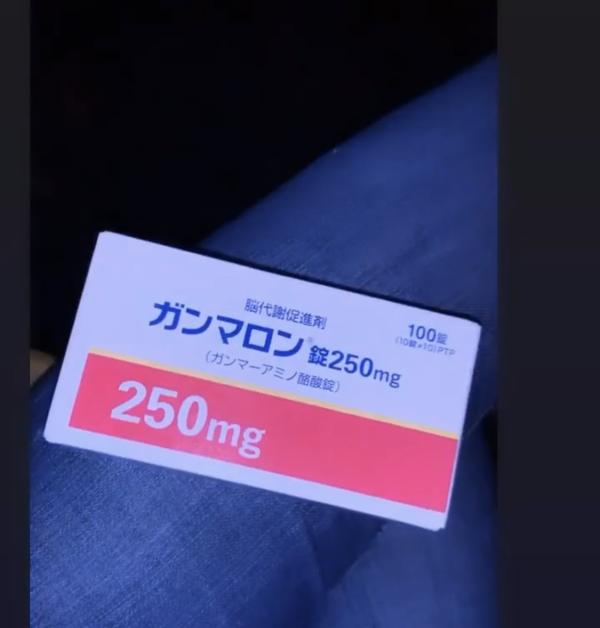 脳代謝促進剤
ガンマロン®錠250mg
(ガンマーアミノ酪酸錠)
100錠
(10錠×10)PTP
250mg